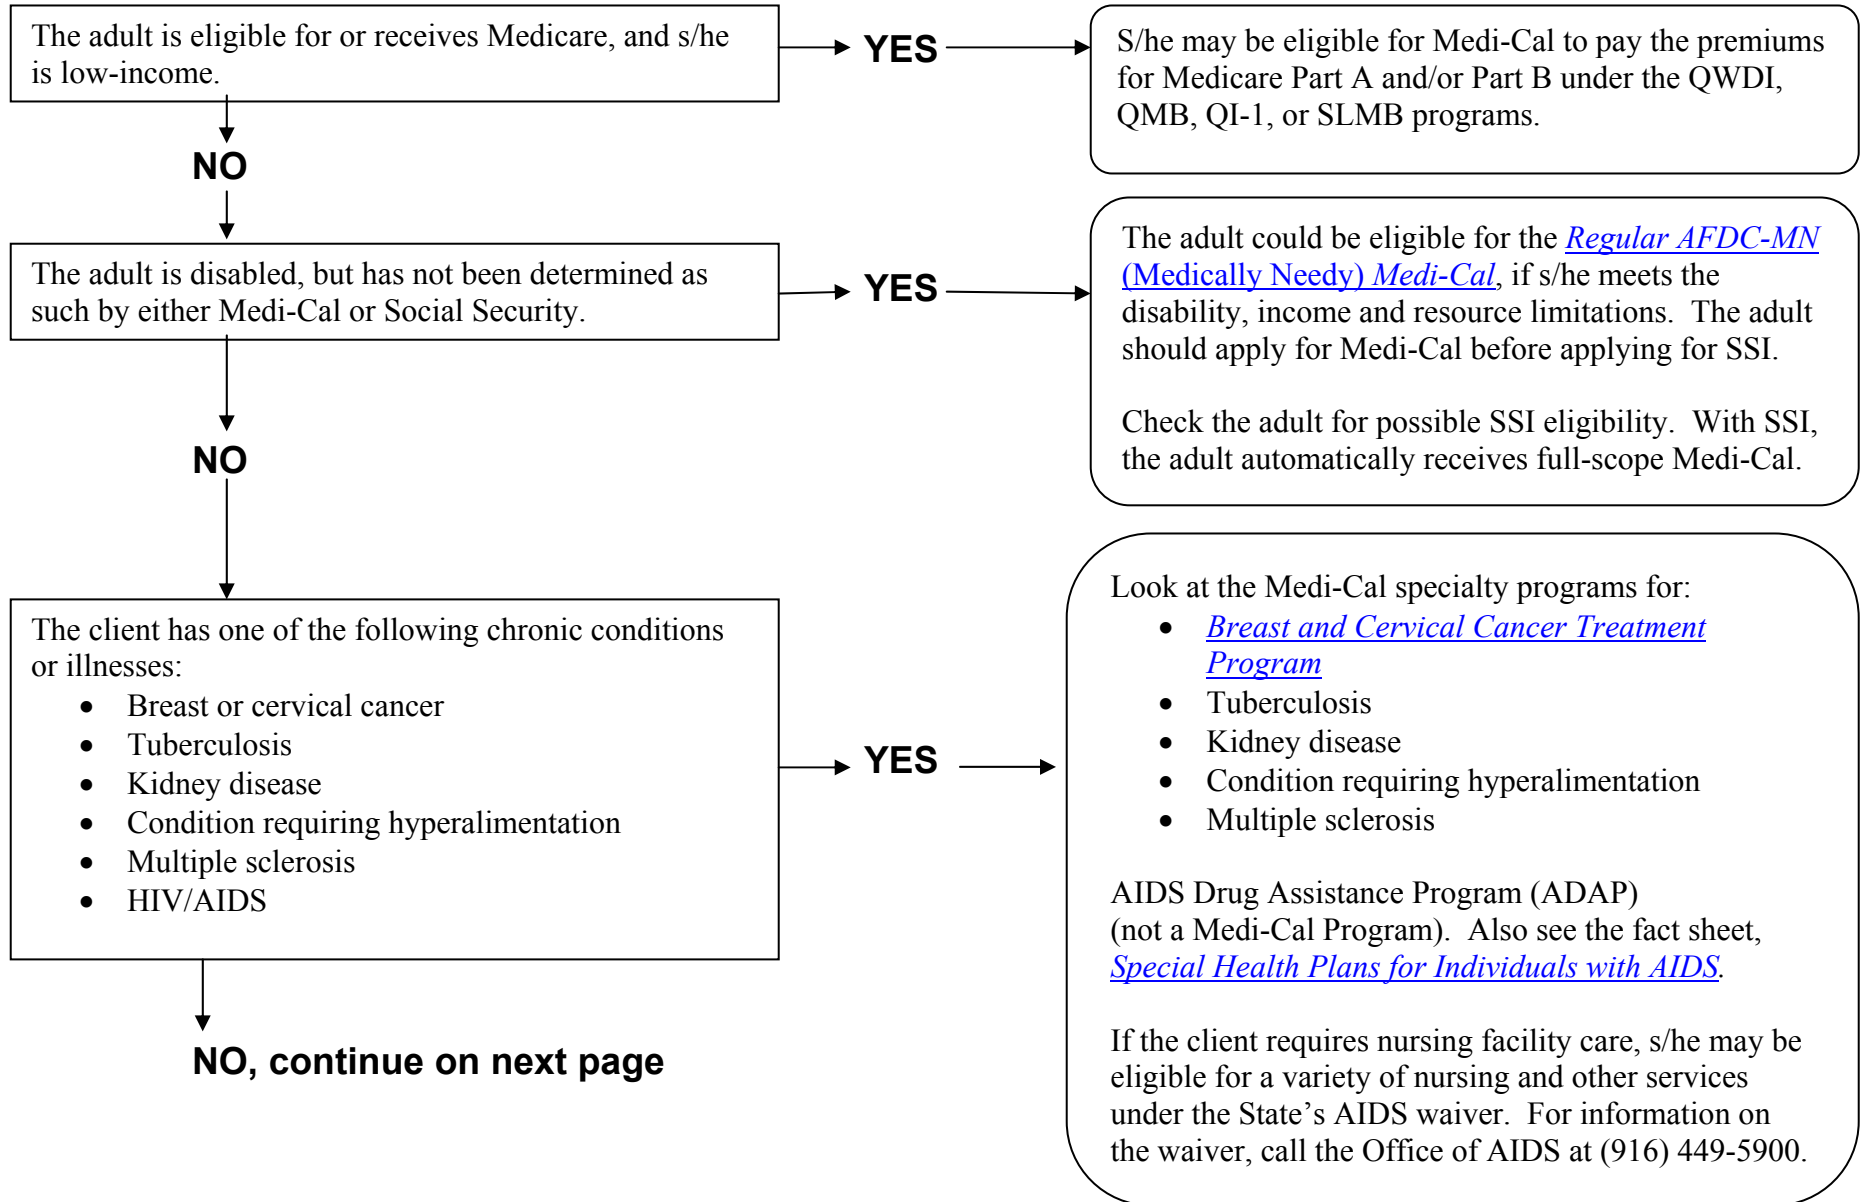 The adult is eligible for or receives Medicare, and s/he
is low-income.
YES
S/he may be eligible for Medi-Cal to pay the premiums
for Medicare Part A and/or Part B under the QWDI,
QMB, QI-1, or SLMB programs.
NO
The adult is disabled, but has not been determined as
such by either Medi-Cal or Social Security.
YES
The adult could be eligible for the Regular AFDC-MN
(Medically Needy) Medi-Cal, if s/he meets the
disability, income and resource limitations.  The adult
should apply for Medi-Cal before applying for SSI.
Check the adult for possible SSI eligibility.  With SSI,
the adult automatically receives full-scope Medi-Cal.
NO
The client has one of the following chronic conditions
or illnesses:
• Breast or cervical cancer
• Tuberculosis
• Kidney disease
• Condition requiring hyperalimentation
• Multiple sclerosis
• HIV/AIDS
YES
Look at the Medi-Cal specialty programs for:
• Breast and Cervical Cancer Treatment
Program
• Tuberculosis
• Kidney disease
• Condition requiring hyperalimentation
• Multiple sclerosis
AIDS Drug Assistance Program (ADAP)
(not a Medi-Cal Program).  Also see the fact sheet,
Special Health Plans for Individuals with AIDS.
If the client requires nursing facility care, s/he may be
eligible for a variety of nursing and other services
under the State’s AIDS waiver.  For information on
the waiver, call the Office of AIDS at (916) 449-5900.
NO, continue on next page